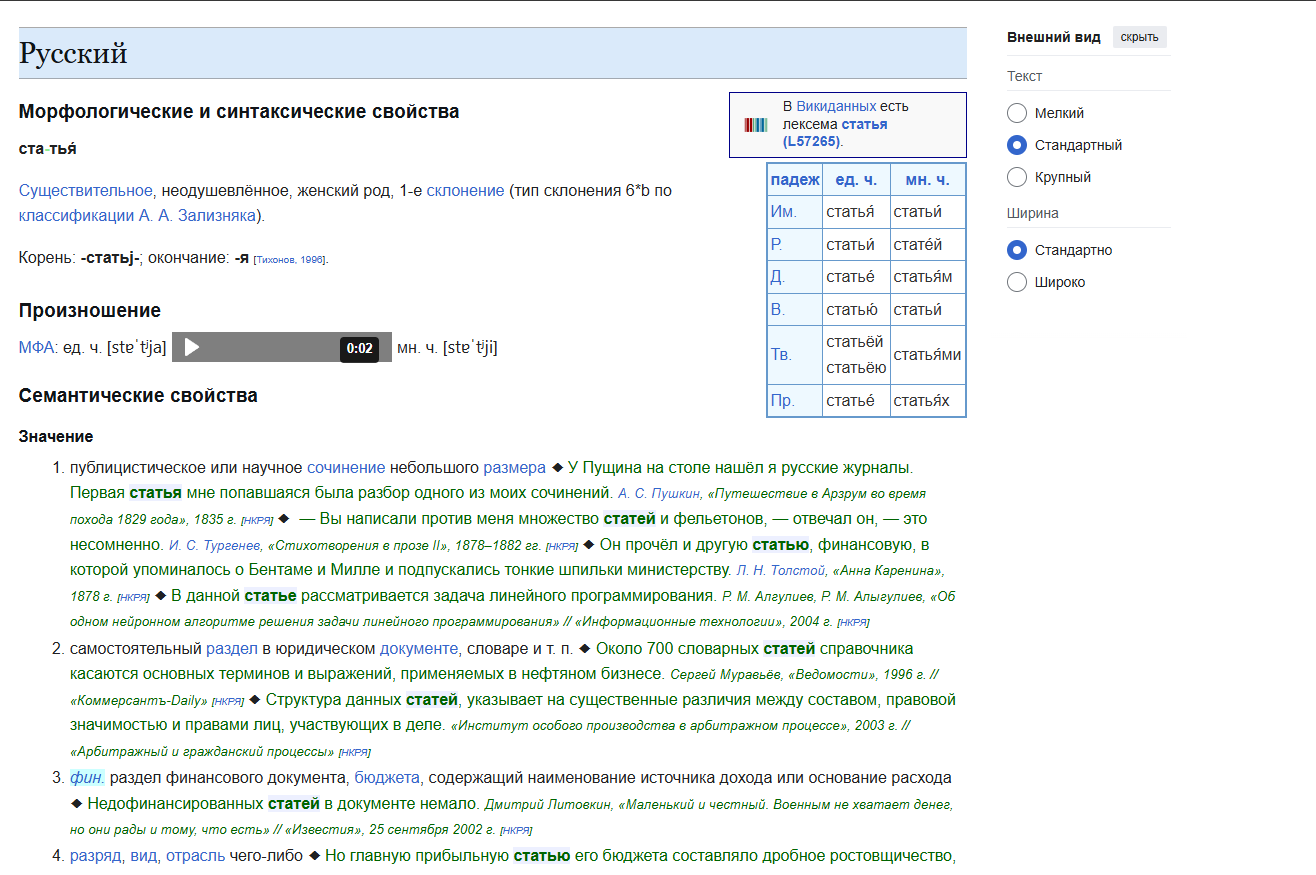 Русский
Морфологические и синтаксические свойства
ста-тья́
Существительное, неодушевлённое, женский род, 1-е склонение (тип склонения 6*b по
классификации А. А. Зализняка).
Корень: -статьj-; окончание: -я [Тихонов, 1996].
В Викиданных есть
лексема статья
(L57265).
падеж ед. ч. мн. ч.
Им. статья́ статьи́
Р. статьи́ стате́й
Д. статье́ статья́м
В. статью́ статьи́
Тв. статьёй статьёю статья́ми
Пр. статье́ статья́х
Произношение
МФА: ед. ч. [stɐˈtʲja] 0:02 мн. ч. [stɐˈtʲji]
Семантические свойства
Значение
1. публицистическое или научное сочинение небольшого размера ◆ У Пущина на столе нашёл я русские журналы.
Первая статья мне попавшаяся была разбор одного из моих сочинений. А. С. Пушкин, «Путешествие в Арзрум во время
похода 1829 года», 1835 г. [НКРЯ] ◆ — Вы написали против меня множество статей и фельетонов, — отвечал он, — это
несомненно. И. С. Тургенев, «Стихотворения в прозе II», 1878–1882 гг. [НКРЯ] ◆ Он прочёл и другую статью, финансовую, в
которой упоминалось о Бентаме и Милле и подпускались тонкие шпильки министерству. Л. Н. Толстой, «Анна Каренина»,
1878 г. [НКРЯ] ◆ В данной статье рассматривается задача линейного программирования. Р. М. Алгулиев, Р. М. Алыгулиев, «Об
одном нейронном алгоритме решения задачи линейного программирования» // «Информационные технологии», 2004 г. [НКРЯ]
2. самостоятельный раздел в юридическом документе, словаре и т. п. ◆ Около 700 словарных статей справочника
касаются основных терминов и выражений, применяемых в нефтяном бизнесе. Сергей Муравьёв, «Ведомости», 1996 г. //
«Коммерсантъ-Daily» [НКРЯ] ◆ Структура данных статей, указывает на существенные различия между составом, правовой
значимостью и правами лиц, участвующих в деле. «Институт особого производства в арбитражном процессе», 2003 г. //
«Арбитражный и гражданский процессы» [НКРЯ]
3. фин. раздел финансового документа, бюджета, содержащий наименование источника дохода или основание расхода
◆ Недофинансированных статей в документе немало. Дмитрий Литовкин, «Маленький и честный. Военным не хватает денег,
но они рады и тому, что есть» // «Известия», 25 сентября 2002 г. [НКРЯ]
4. разряд, вид, отрасль чего-либо ◆ Но главную прибыльную статью его бюджета составляло дробное ростовщичество,
Внешний вид скрыть
Текст
Мелкий
Стандартный
Крупный
Ширина
Стандартно
Широко